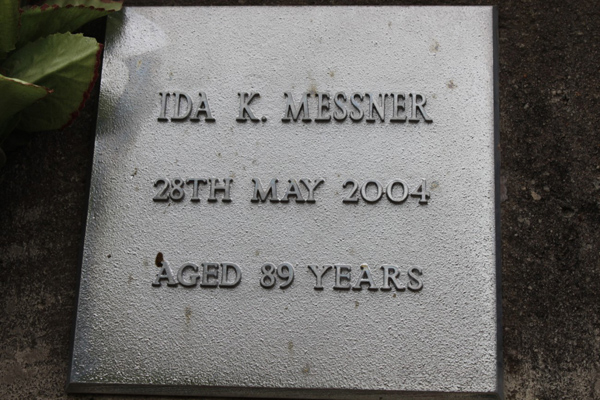 IDA K. MESSNER
28TH MAY 2004
AGED 89 YEARS